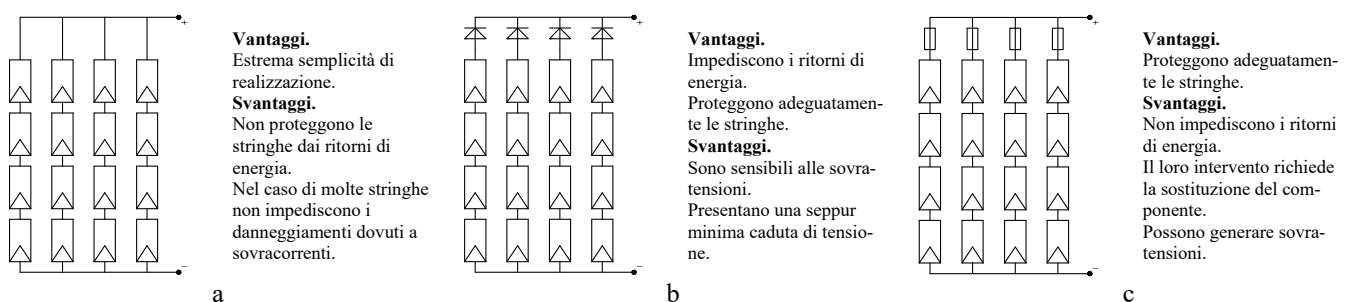 +
Vantaggi.
Estrema semplicità di
realizzazione.
Svantaggi.
Non proteggono le
stringhe dai ritorni di
energia.
Nel caso di molte stringhe
non impediscono i
danneggiamenti dovuti a
sovracorrenti.
−
a
+
Vantaggi.
Impediscono i ritorni di
energia.
Proteggono adeguatamen-
te le stringhe.
Svantaggi.
Sono sensibili alle sovra-
tensioni.
Presentano una seppur
minima caduta di tensio-
ne.
−
b
+
Vantaggi.
Proteggono adeguatamen-
te le stringhe.
Svantaggi.
Non impediscono i ritorni
di energia.
Il loro intervento richiede
la sostituzione del com-
ponente.
Possono generare sovra-
tensioni.
−
c